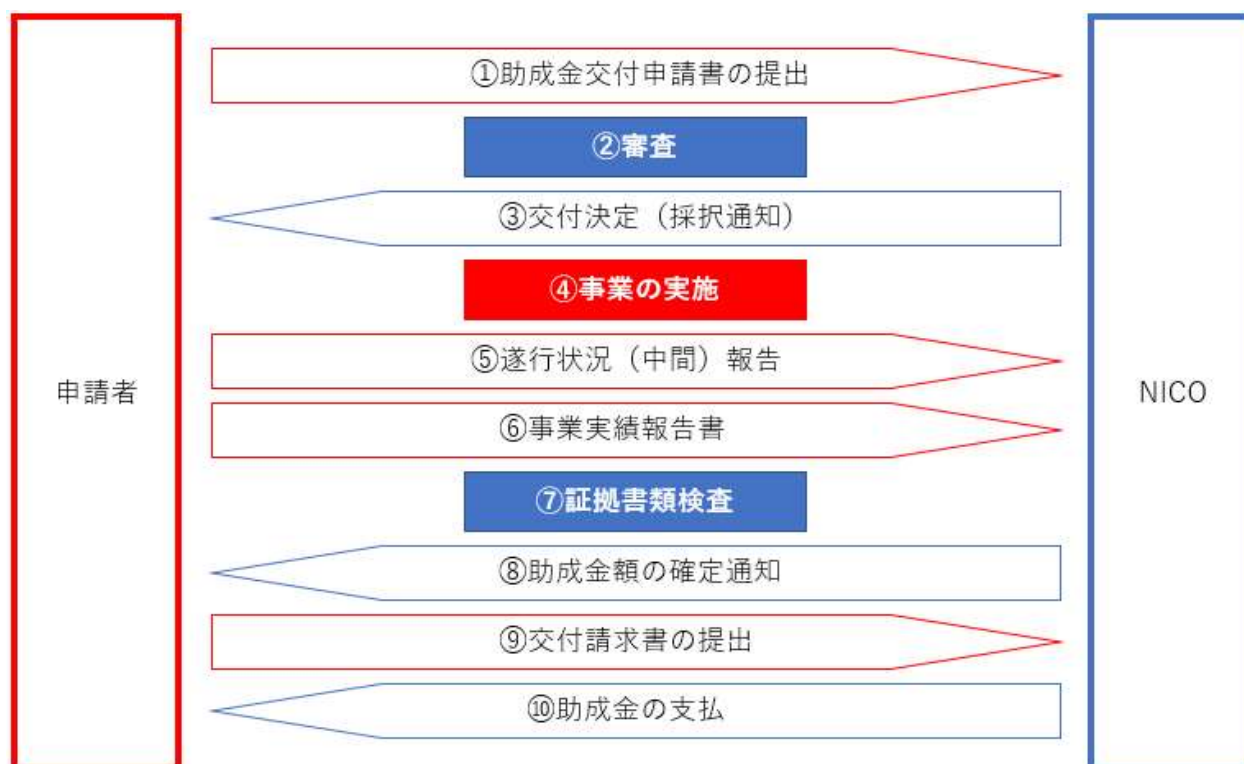 ①助成金交付申請書の提出
②審査
③交付決定（採択通知）
④事業の実施
⑤遂行状況（中間）報告
申請者
NICO
⑥事業実績報告書
⑦証拠書類検査
⑧助成金額の確定通知
⑨交付請求書の提出
⑩助成金の支払